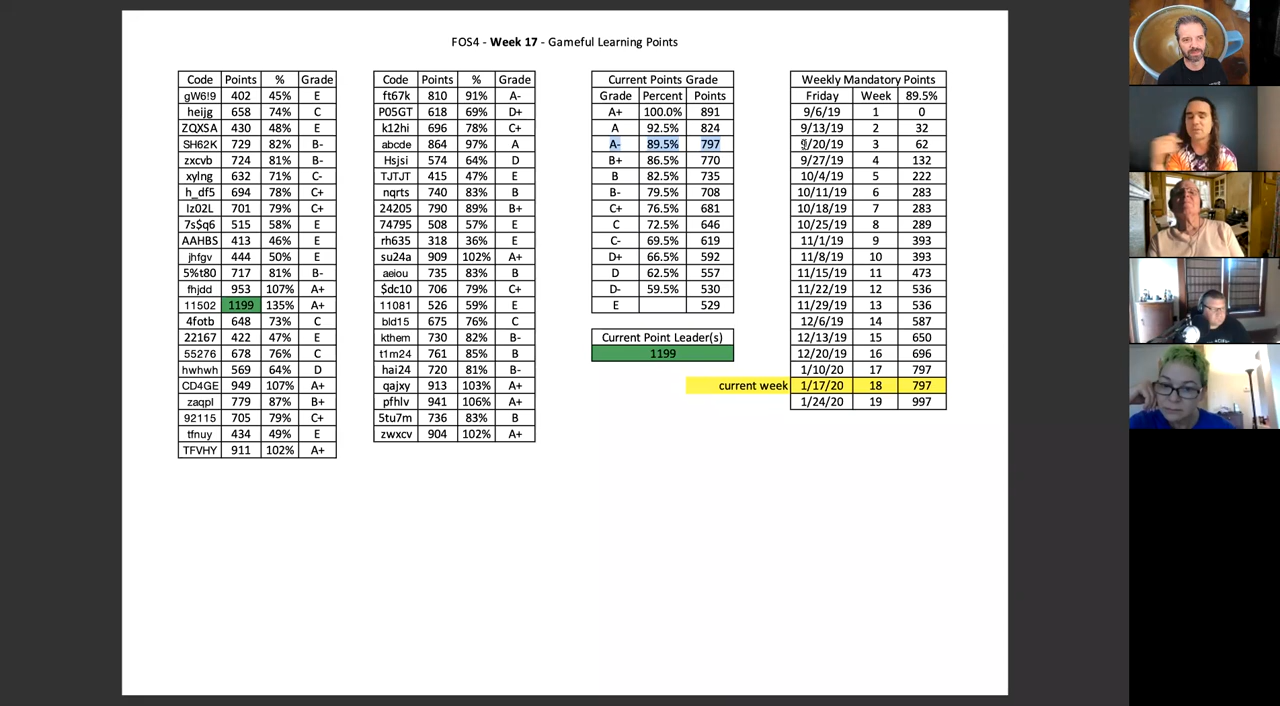 FOS4 - Week 17 - Gameful Learning Points
Code Points % Grade
gW6!9 402 45% E
heijg 658 74% C
ZQXSA 430 48% E
SH62K 729 82% B-
zxcvb 724 81% B-
xylng 632 71% C-
h_df5 694 78% C+
Iz02L 701 79% C+
7s$q6 515 58% E
AAHBS 413 46% E
jhfgv 444 50% E
5%t80 717 81% B-
fhjdd 953 107% A+
11502 1199 135% A+
4fotb 648 73% C
22167 422 47% E
55276 678 76% C
hwhwh 569 64% D
CD4GE 949 107% A+
zaqpl 779 87% B+
92115 705 79% C+
tfnuy 434 49% E
TFVHY 911 102% A+
Code Points % Grade
ft67k 810 91% A-
P05GT 618 69% D+
k12hi 696 78% C+
abcde 864 97% A
Hsjsi 574 64% D
TJTJT 415 47% E
nqrts 740 83% B
24205 790 89% B+
74795 508 57% E
rh635 318 36% E
su24a 909 102% A+
aeiou 735 83% B
$dc10 706 79% C+
11081 526 59% E
bld15 675 76% C
kthem 730 82% B-
t1m24 761 85% B
hai24 720 81% B-
qajxy 913 103% A+
pfhlv 941 106% A+
5tu7m 736 83% B
zwxcv 904 102% A+
Current Points Grade
Grade Percent Points
A+ 100.0% 891
A 92.5% 824
A- 89.5% 797
B+ 86.5% 770
B 82.5% 735
B- 79.5% 708
C+ 76.5% 681
C 72.5% 646
C- 69.5% 619
D+ 66.5% 592
D 62.5% 557
D- 59.5% 530
E 529
Current Point Leader(s)
1199
Weekly Mandatory Points
Friday Week 89.5%
9/6/19 1 0
9/13/19 2 32
9/20/19 3 62
9/27/19 4 132
10/4/19 5 222
10/11/19 6 283
10/18/19 7 283
10/25/19 8 289
11/1/19 9 393
11/8/19 10 393
11/15/19 11 473
11/22/19 12 536
11/29/19 13 536
12/6/19 14 587
12/13/19 15 650
12/20/19 16 696
1/10/20 17 797
current week 1/17/20 18 797
1/24/20 19 997